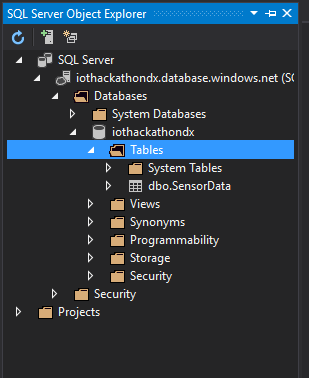 SQL Server Object Explorer
SQL Server
iothackathondx.database.windows.net (SQ
Databases
System Databases
iothackathondx
Tables
System Tables
dbo.SensorData
Views
Synonyms
Programmability
Storage
Security
Security
Projects